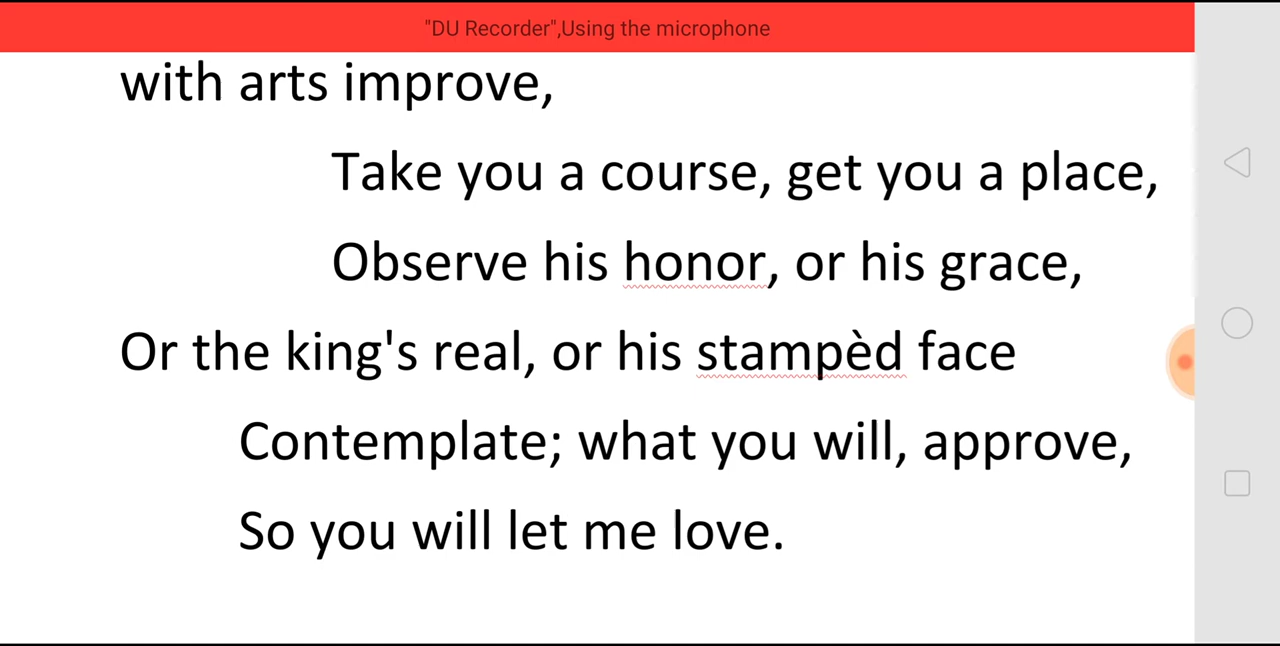 "DU Recorder",Using the microphone
with arts improve,
Take you a course, get you a place,
Observe his honor, or his grace,
Or the king's real, or his stampèd face
Contemplate; what you will, approve,
So you will let me love.